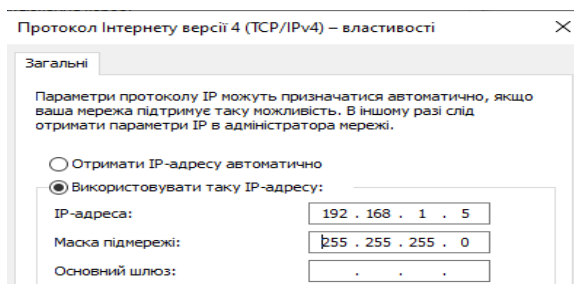 Протокол Інтернету версії 4 (TCP/IPv4) – властивості
Загальні
Параметри протоколу IP можуть призначатися автоматично, якщо
ваша мережа підтримує таку можливість. В іншому разі слід
отримати параметри IP в адміністратора мережі.
Отримати IP-адресу автоматично
Використовувати таку IP-адресу:
IP-адреса: 192 . 168 . 1 . 5
Маска підмережі: 255 . 255 . 255 . 0
Основний шлюз: . . .